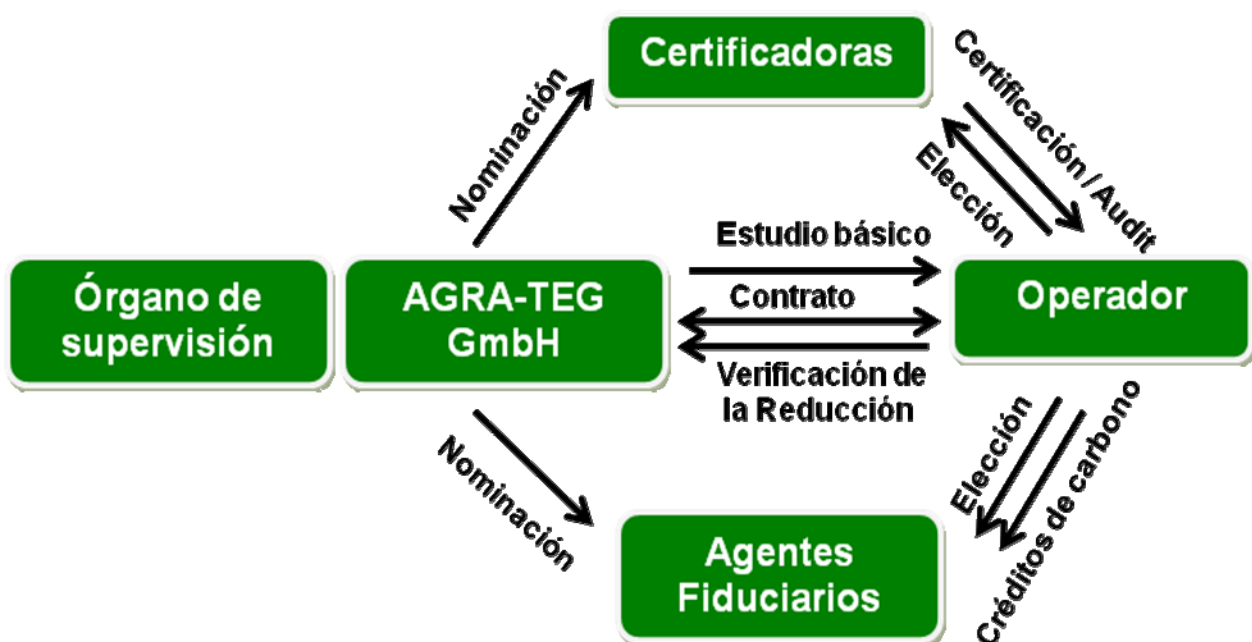 Certificadoras
Nominación
Certificación / Audit
Elección
Estudio básico
Órgano de
supervisión
AGRA-TEG
GmbH
Contrato
Operador
Verificación de
la Reducción
Nominación
Elección
Créditos de carbono
Agentes
Fiduciarios